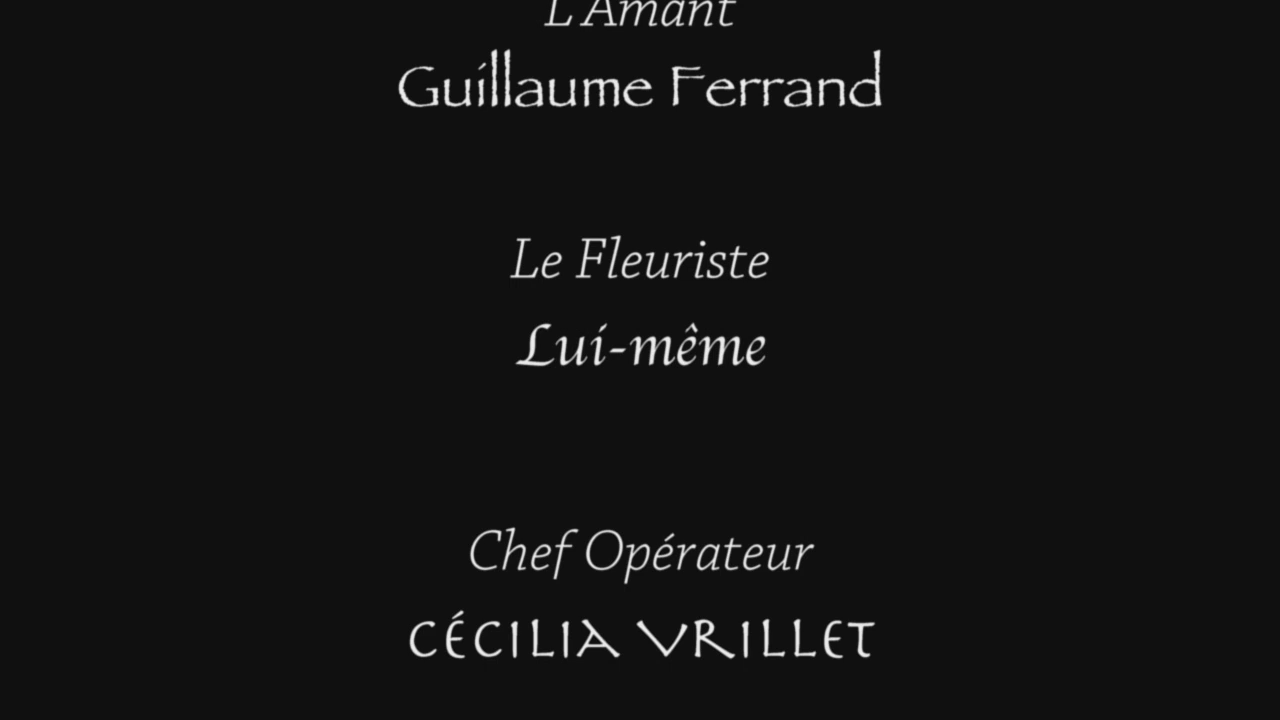 L'Amant
Guillaume Ferrand
Le Fleuriste
Lui-même
Chef Opérateur
CÉCILIA VRILLET